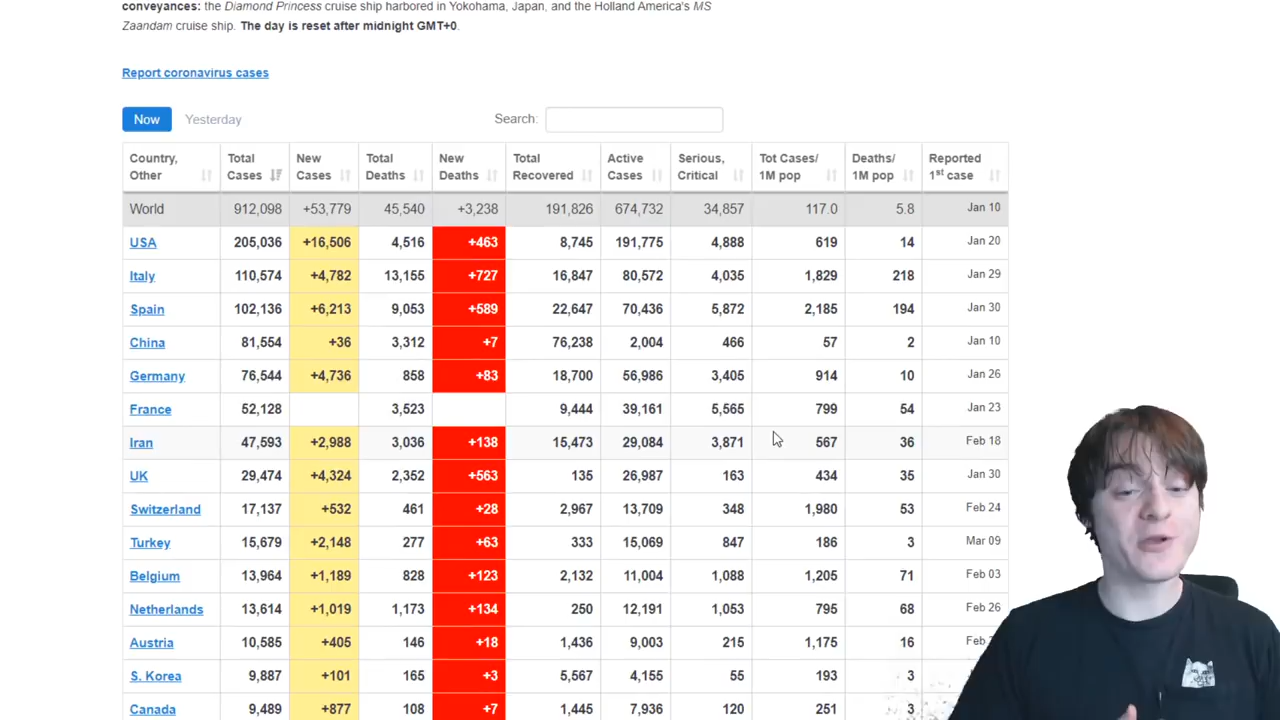 conveyances: the Diamond Princess cruise ship harbored in Yokohama, Japan, and the Holland America's MS
Zaandam cruise ship. The day is reset after midnight GMT+0.
Report coronavirus cases
Now Yesterday Search:
Country, Other Total Cases New Cases Total Deaths New Deaths Total Recovered Active Cases Serious, Critical Tot Cases/ 1M pop Deaths/ 1M pop Reported 1st case
World 912,098 +53,779 45,540 +3,238 191,826 674,732 34,857 117.0 5.8 Jan 10
USA 205,036 +16,506 4,516 +463 8,745 191,775 4,888 619 14 Jan 20
Italy 110,574 +4,782 13,155 +727 16,847 80,572 4,035 1,829 218 Jan 29
Spain 102,136 +6,213 9,053 +589 22,647 70,436 5,872 2,185 194 Jan 30
China 81,554 +36 3,312 +7 76,238 2,004 466 57 2 Jan 10
Germany 76,544 +4,736 858 +83 18,700 56,986 3,405 914 10 Jan 26
France 52,128 3,523 9,444 39,161 5,565 799 54 Jan 23
Iran 47,593 +2,988 3,036 +138 15,473 29,084 3,871 567 36 Feb 18
UK 29,474 +4,324 2,352 +563 135 26,987 163 434 35 Jan 30
Switzerland 17,137 +532 461 +28 2,967 13,709 348 1,980 53 Feb 24
Turkey 15,679 +2,148 277 +63 333 15,069 847 186 3 Mar 09
Belgium 13,964 +1,189 828 +123 2,132 11,004 1,088 1,205 71 Feb 03
Netherlands 13,614 +1,019 1,173 +134 250 12,191 1,053 795 68 Feb 26
Austria 10,585 +405 146 +18 1,436 9,003 215 1,175 16 Feb
S. Korea 9,887 +101 165 +3 5,567 4,155 55 193 3
Canada 9,489 +877 108 +7 1,445 7,936 120 251 3